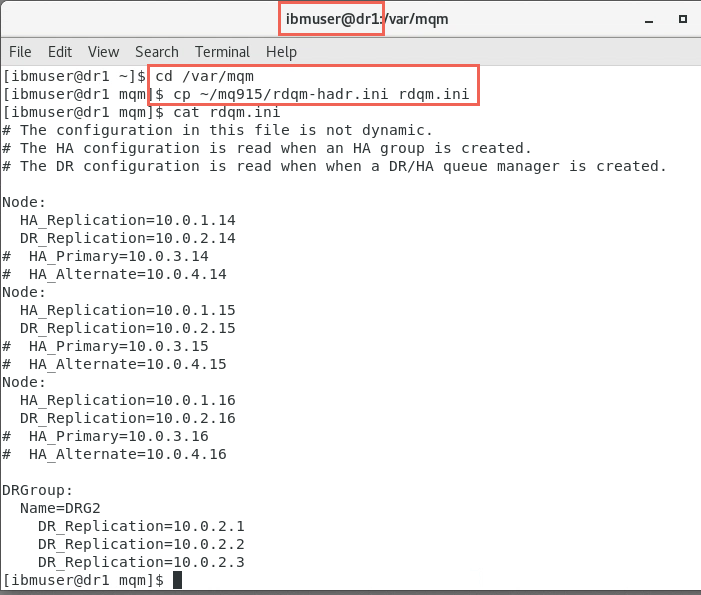 ibmuser@dr1:/var/mqm
File Edit View Search Terminal Help
[ibmuser@dr1 ~]$ cd /var/mqm
[ibmuser@dr1 mqm]$ cp ~/mq915/rdqm-hadr.ini rdqm.ini
[ibmuser@dr1 mqm]$ cat rdqm.ini
# The configuration in this file is not dynamic.
# The HA configuration is read when an HA group is created.
# The DR configuration is read when when a DR/HA queue manager is created.

Node:
  HA_Replication=10.0.1.14
  DR_Replication=10.0.2.14
#  HA_Primary=10.0.3.14
#  HA_Alternate=10.0.4.14
Node:
  HA_Replication=10.0.1.15
  DR_Replication=10.0.2.15
#  HA_Primary=10.0.3.15
#  HA_Alternate=10.0.4.15
Node:
  HA_Replication=10.0.1.16
  DR_Replication=10.0.2.16
#  HA_Primary=10.0.3.16
#  HA_Alternate=10.0.4.16

DRGroup:
  Name=DRG2
    DR_Replication=10.0.2.1
    DR_Replication=10.0.2.2
    DR_Replication=10.0.2.3
[ibmuser@dr1 mqm]$